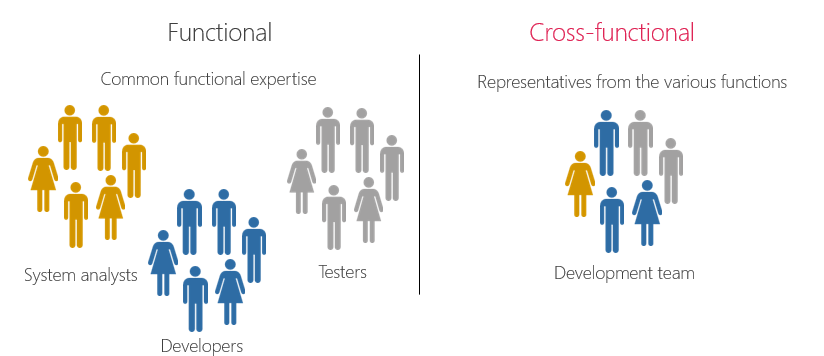 Functional
Common functional expertise
System analysts
Developers
Testers
Cross-functional
Representatives from the various functions
Development team